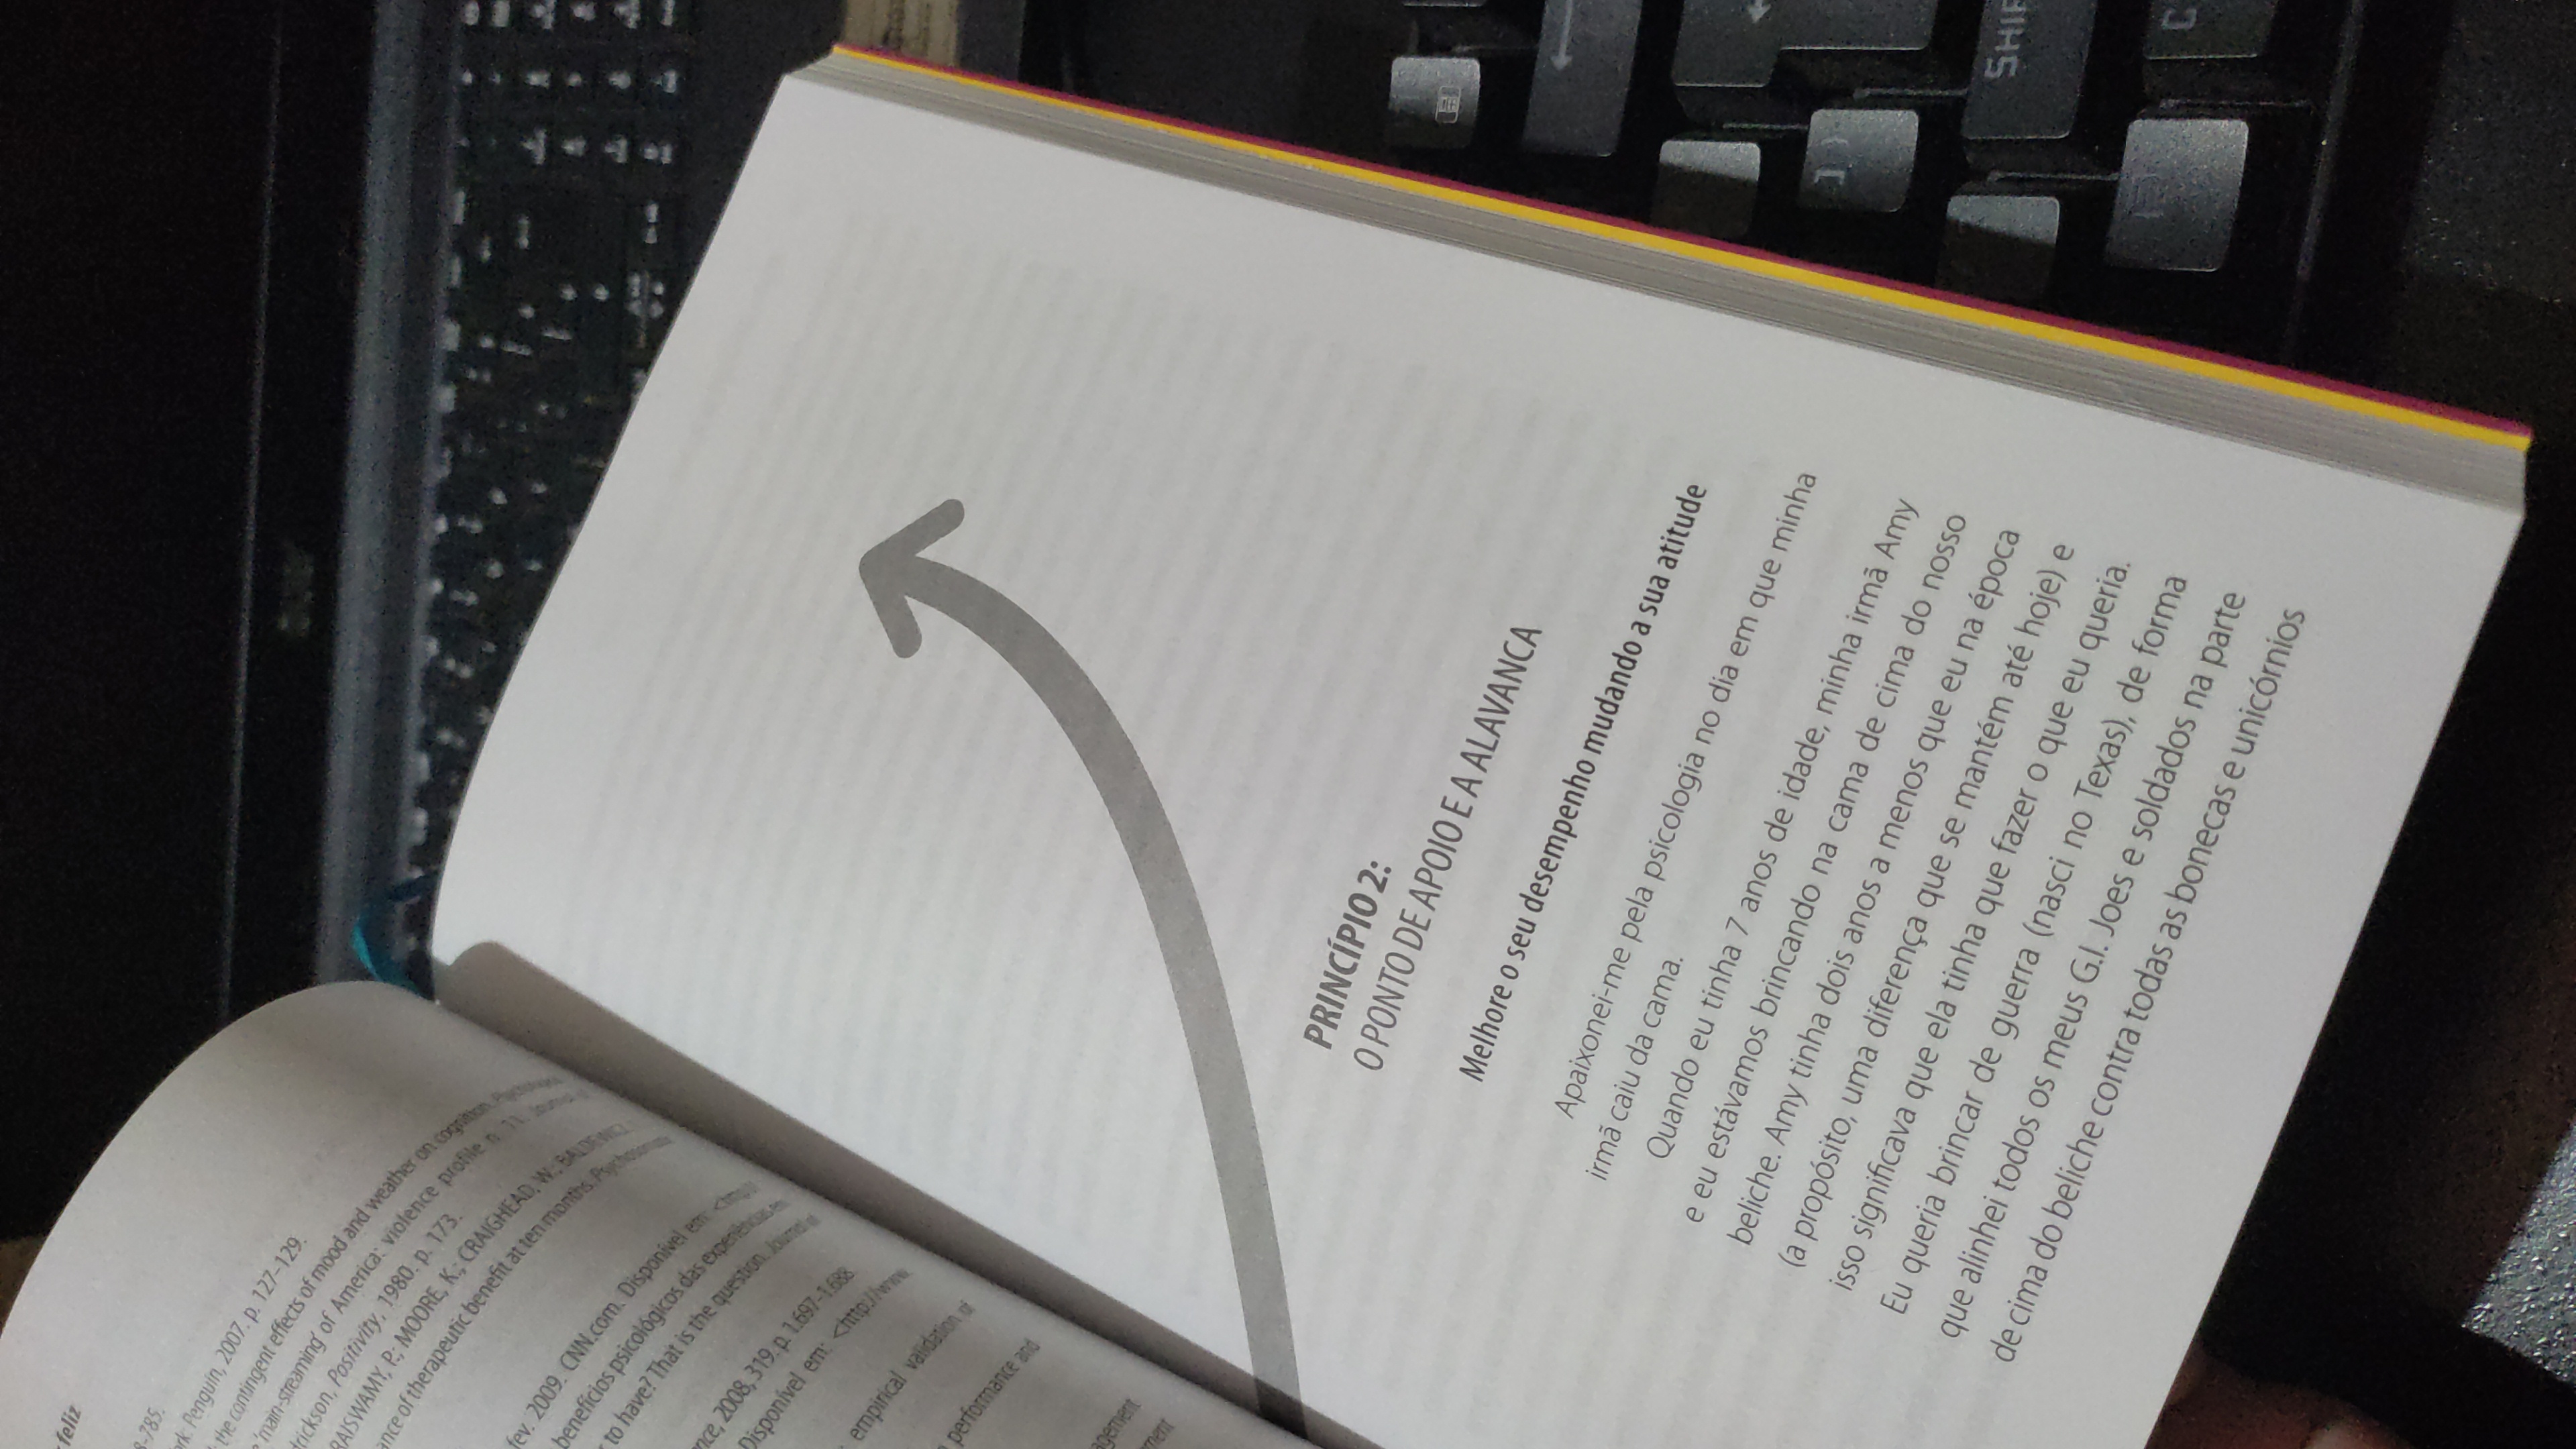 feliz
8-785.
ork: Penguin, 2007. p. 127-129.
the contingent effects of mood and weather on cognition.
e 'main-streaming' of America: violence profile n. 11.
drickson, Positivity, 1980. p. 173.
RAISWAMY, P.; MOORE, K.; CRAIGHEAD, W.;
ance of therapeutic benefit at ten months.
fev. 2009. CNN.com. Disponível em: <http://
benefícios psicológicos das experiências em
to have? That is the question. Journal of
nce, 2008, 319. p. 1.697-1.688.
Disponível em: <http://www.
empirical validation of
performance and
agement
ment
PRINCÍPIO 2:
O PONTO DE APOIO E A ALAVANCA
Melhore o seu desempenho mudando a sua atitude
Apaixonei-me pela psicologia no dia em que minha
irmã caiu da cama.
Quando eu tinha 7 anos de idade, minha irmã Amy
e eu estávamos brincando na cama de cima do nosso
beliche. Amy tinha dois anos a menos que eu na época
(a propósito, uma diferença que se mantém até hoje) e
isso significava que ela tinha que fazer o que eu queria.
Eu queria brincar de guerra (nasci no Texas), de forma
que alinhei todos os meus G.I. Joes e soldados na parte
de cima do beliche contra todas as bonecas e unicórnios
SHIF